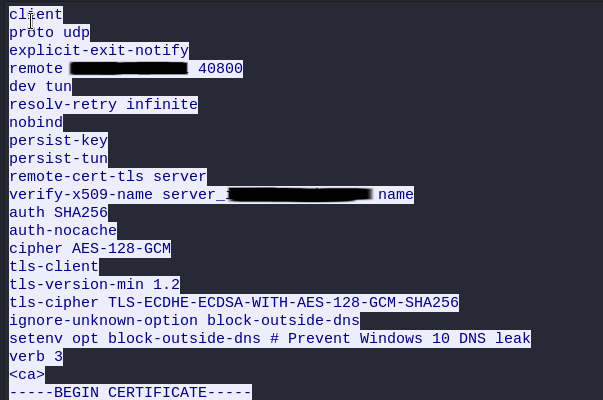 client
proto udp
explicit-exit-notify
remote 40800
dev tun
resolv-retry infinite
nobind
persist-key
persist-tun
remote-cert-tls server
verify-x509-name server_ name
auth SHA256
auth-nocache
cipher AES-128-GCM
tls-client
tls-version-min 1.2
tls-cipher TLS-ECDHE-ECDSA-WITH-AES-128-GCM-SHA256
ignore-unknown-option block-outside-dns
setenv opt block-outside-dns # Prevent Windows 10 DNS leak
verb 3
<ca>
-----BEGIN CERTIFICATE-----